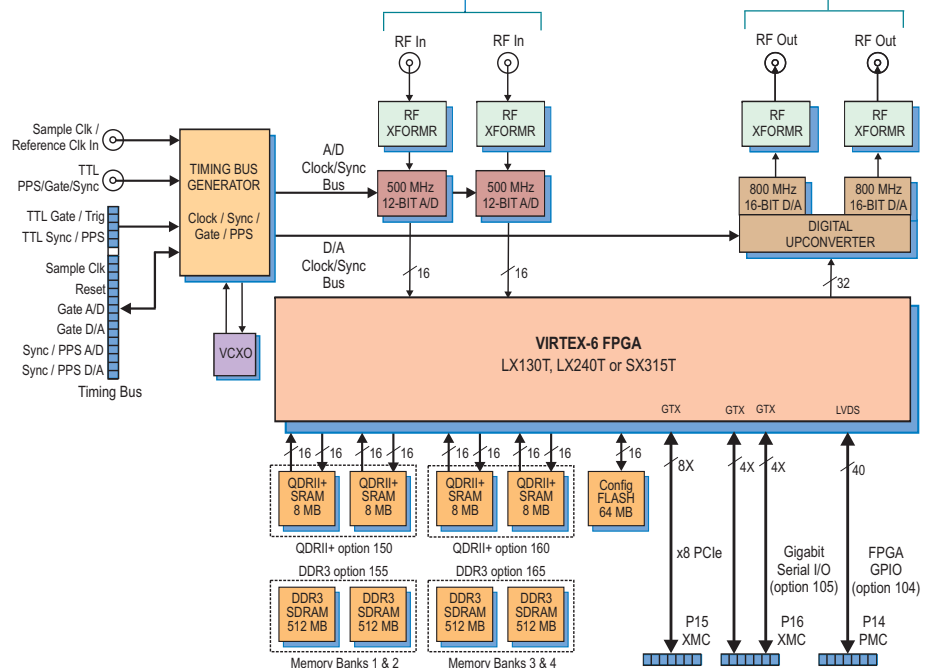 RF In
RF In
RF Out
RF Out
RF
XFORMR
RF
XFORMR
RF
XFORMR
RF
XFORMR
Sample Clk /
Reference Clk In
TTL
PPS/Gate/Sync
TTL Gate / Trig
TTL Sync / PPS
Sample Clk
Reset
Gate A/D
Gate D/A
Sync / PPS A/D
Sync / PPS D/A
Timing Bus
TIMING BUS
GENERATOR
Clock / Sync /
Gate / PPS
VCXO
A/D
Clock/Sync
Bus
D/A
Clock/Sync
Bus
500 MHz
12-BIT A/D
500 MHz
12-BIT A/D
800 MHz
16-BIT D/A
800 MHz
16-BIT D/A
DIGITAL
UPCONVERTER
16
16
32
VIRTEX-6 FPGA
LX130T, LX240T or SX315T
GTX
GTX
GTX
LVDS
16
16
16
16
16
16
16
16
16
8X
4X
4X
40
QDRII+
SRAM
8 MB
QDRII+
SRAM
8 MB
QDRII+
SRAM
8 MB
QDRII+
SRAM
8 MB
Config
FLASH
64 MB
QDRII+ option 150
QDRII+ option 160
DDR3 option 155
DDR3 option 165
DDR3
SDRAM
512 MB
DDR3
SDRAM
512 MB
DDR3
SDRAM
512 MB
DDR3
SDRAM
512 MB
Memory Banks 1 & 2
Memory Banks 3 & 4
x8 PCIe
Gigabit
Serial I/O
(option 105)
FPGA
GPIO
(option 104)
P15
XMC
P16
XMC
P14
PMC